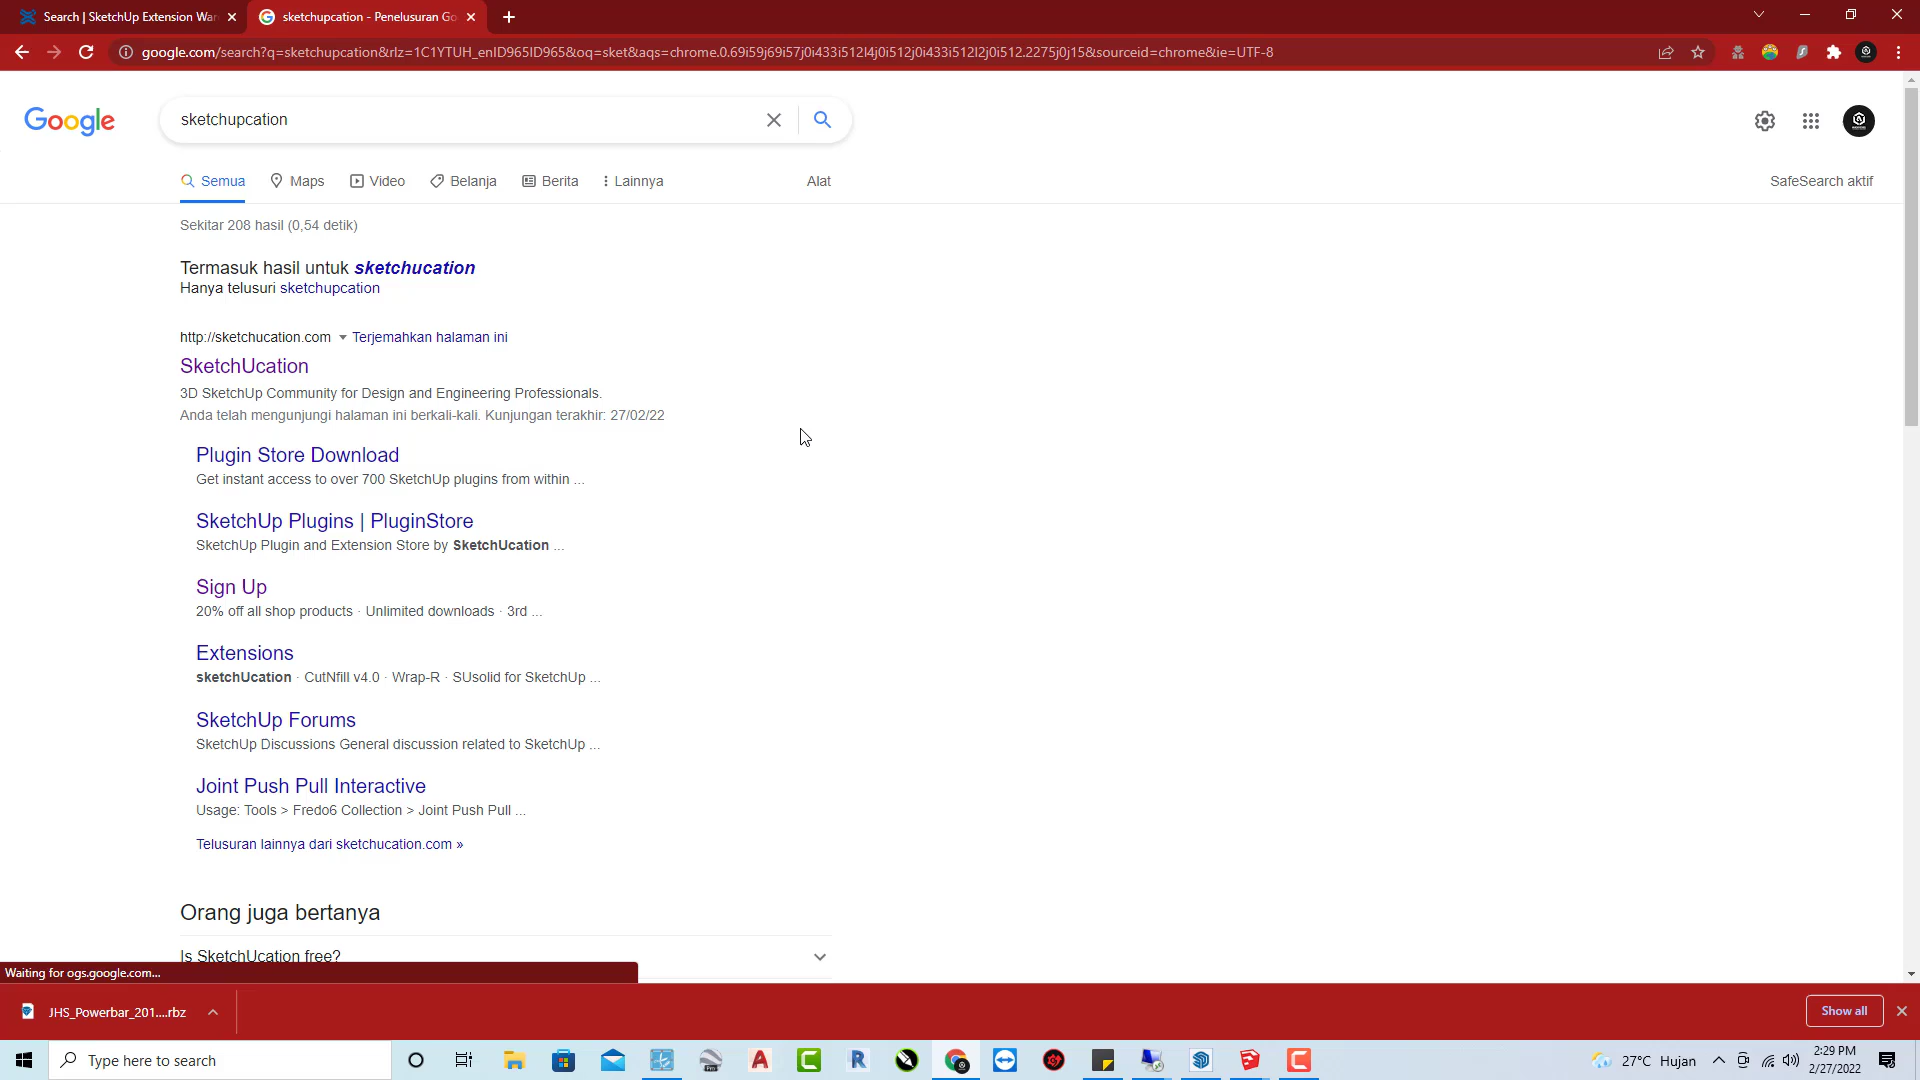 Search | SketchUp Extension War
sketchupcation - Penelusuran Go
google.com/search?q=sketchupcation&rlz=1C1YTUH_enID965ID965&oq=sket&aqs=chrome.0.69i59j69i57j0i433i512l4j0i512j0i433i512l2j0i512.2275j0j15&sourceid=chrome&ie=UTF-8
Google
sketchupcation
Semua
Maps
Video
Belanja
Berita
Lainnya
Alat
SafeSearch aktif
Sekitar 208 hasil (0,54 detik)
Termasuk hasil untuk sketchucation
Hanya telusuri sketchupcation
http://sketchucation.com
Terjemahkan halaman ini
SketchUcation
3D SketchUp Community for Design and Engineering Professionals.
Anda telah mengunjungi halaman ini berkali-kali. Kunjungan terakhir: 27/02/22
Plugin Store Download
Get instant access to over 700 SketchUp plugins from within ...
SketchUp Plugins | PluginStore
SketchUp Plugin and Extension Store by SketchUcation ...
Sign Up
20% off all shop products · Unlimited downloads · 3rd ...
Extensions
sketchUcation · CutNfill v4.0 · Wrap-R · SUsolid for SketchUp ...
SketchUp Forums
SketchUp Discussions General discussion related to SketchUp ...
Joint Push Pull Interactive
Usage: Tools > Fredo6 Collection > Joint Push Pull ...
Telusuran lainnya dari sketchucation.com »
Orang juga bertanya
Is SketchUcation free?
Waiting for ogs.google.com...
JHS_Powerbar_201....rbz
Show all
Type here to search
27°C Hujan
2:29 PM
2/27/2022